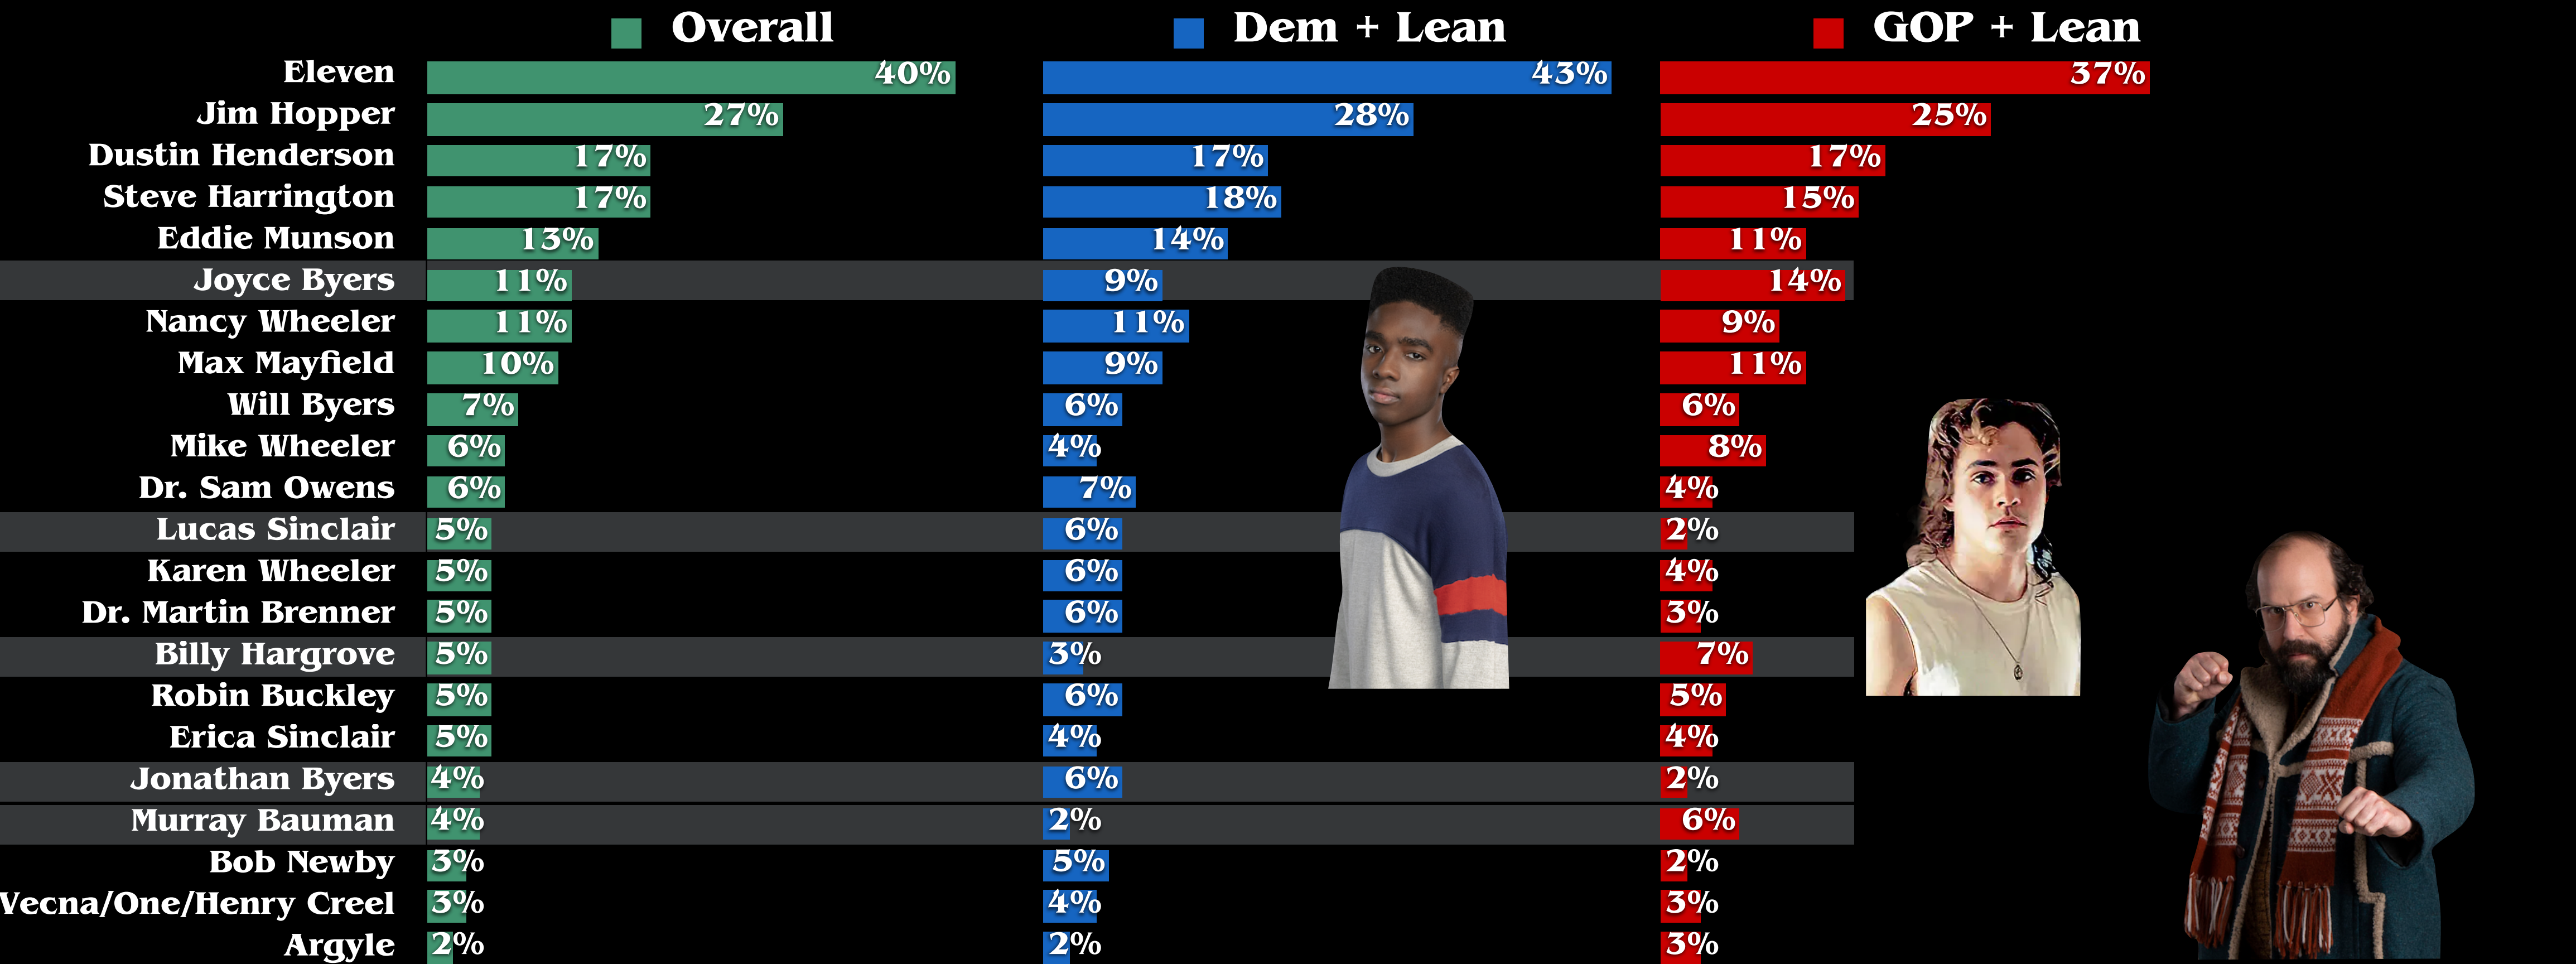 Overall Dem + Lean GOP + Lean
Eleven 40% 43% 37%
Jim Hopper 27% 28% 25%
Dustin Henderson 17% 17% 17%
Steve Harrington 17% 18% 15%
Eddie Munson 13% 14% 11%
Joyce Byers 11% 9% 14%
Nancy Wheeler 11% 11% 9%
Max Mayfield 10% 9% 11%
Will Byers 7% 6% 6%
Mike Wheeler 6% 4% 8%
Dr. Sam Owens 6% 7% 4%
Lucas Sinclair 5% 6% 2%
Karen Wheeler 5% 6% 4%
Dr. Martin Brenner 5% 6% 3%
Billy Hargrove 5% 3% 7%
Robin Buckley 5% 6% 5%
Erica Sinclair 5% 4% 4%
Jonathan Byers 4% 6% 2%
Murray Bauman 4% 2% 6%
Bob Newby 3% 5% 2%
Vecna/One/Henry Creel 3% 4% 3%
Argyle 2% 2% 3%